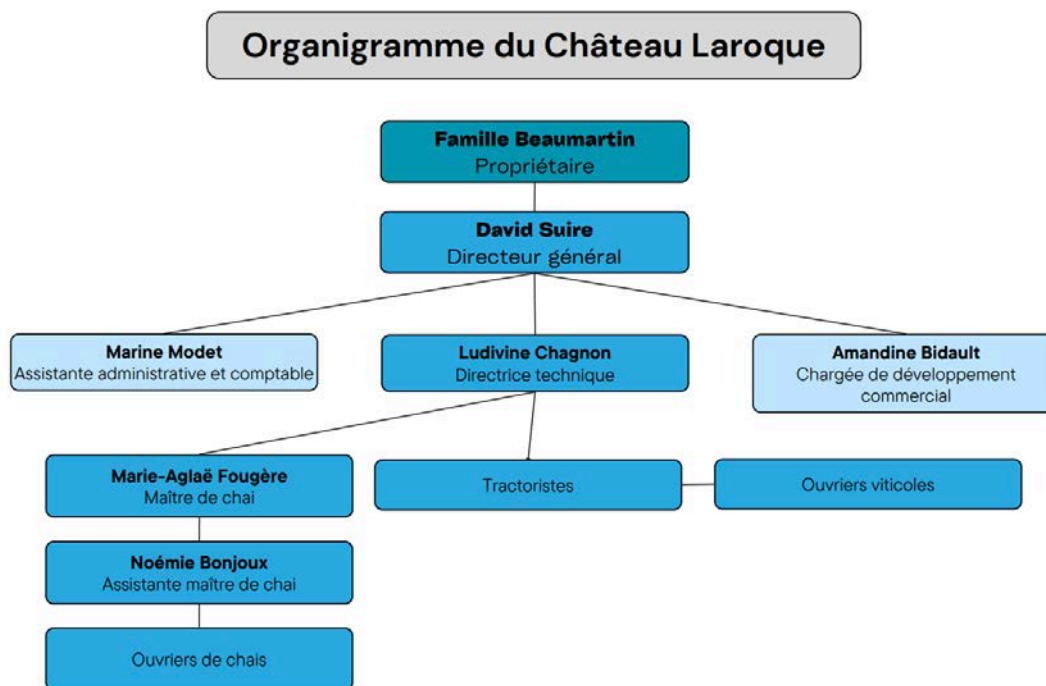 Organigramme du Château Laroque
Famille Beaumartin
Propriétaire
David Suire
Directeur général
Marine Modet
Assistante administrative et comptable
Ludivine Chagnon
Directrice technique
Amandine Bidault
Chargée de développement
commercial
Marie-Aglaë Fougère
Maître de chai
Tractoristes
Ouvriers viticoles
Noémie Bonjoux
Assistante maître de chai
Ouvriers de chais